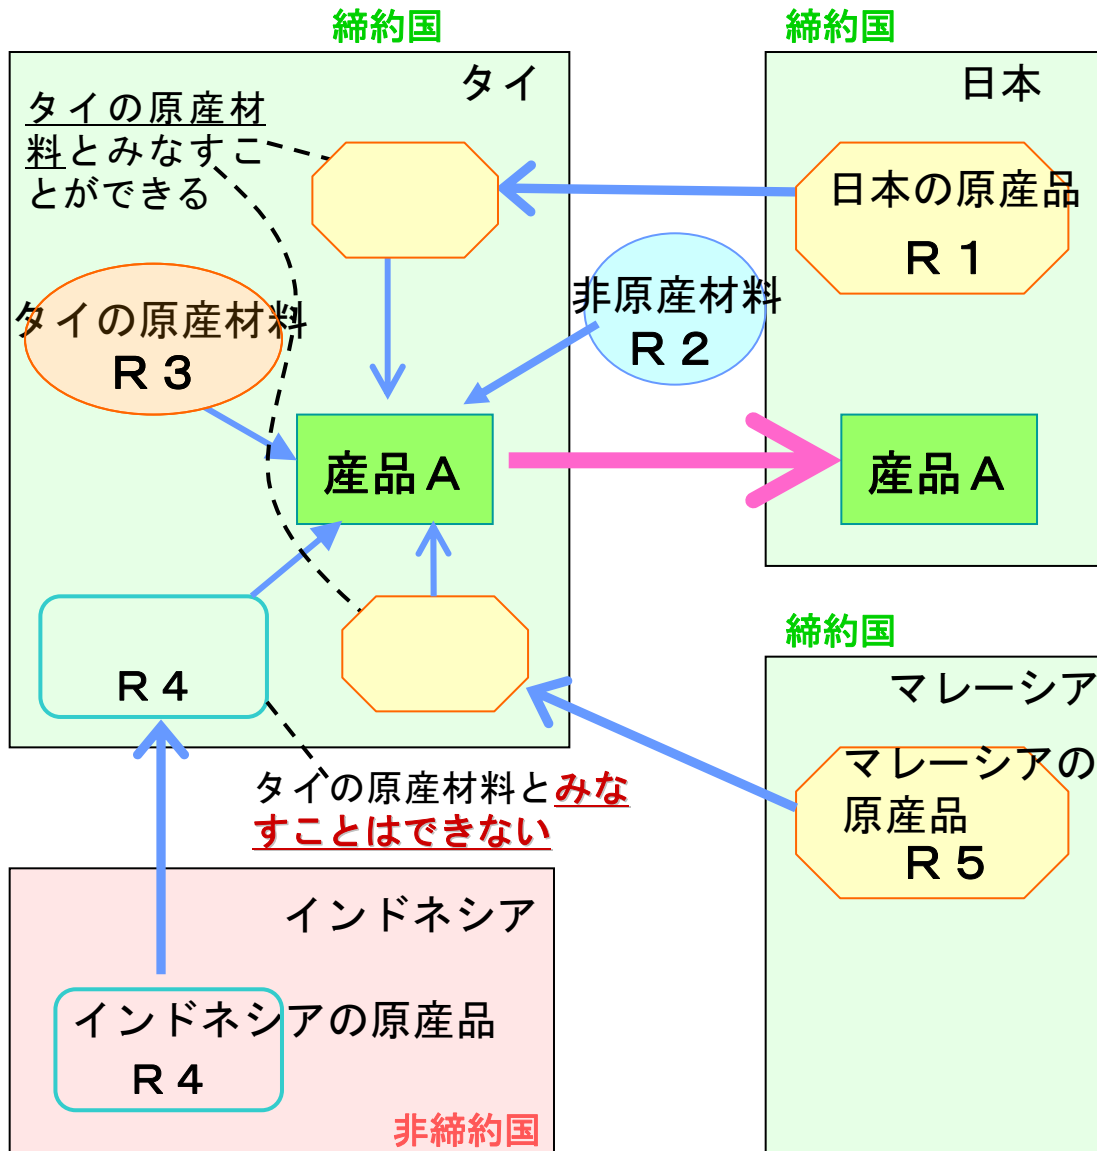 締約国
タイ
タイの原産材
料とみなすこ
とができる
タイの原産材料
R3
産品A
R4
タイの原産材料とみな
すことはできない
非原産材料
R2
締約国
日本
日本の原産品
R1
産品A
締約国
マレーシア
マレーシアの
原産品
R5
インドネシア
インドネシアの原産品
R4
非締約国